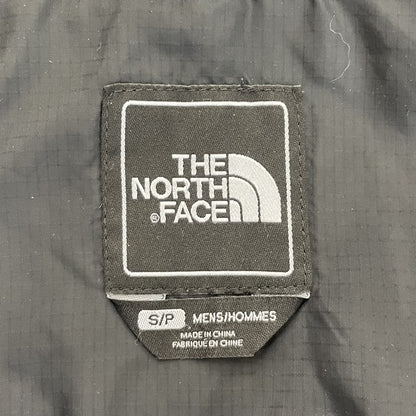 THE
NORTH
®FACE
S/P MENS/HOMMES
MADE IN CHINA
FABRIQUÉ EN CHINE